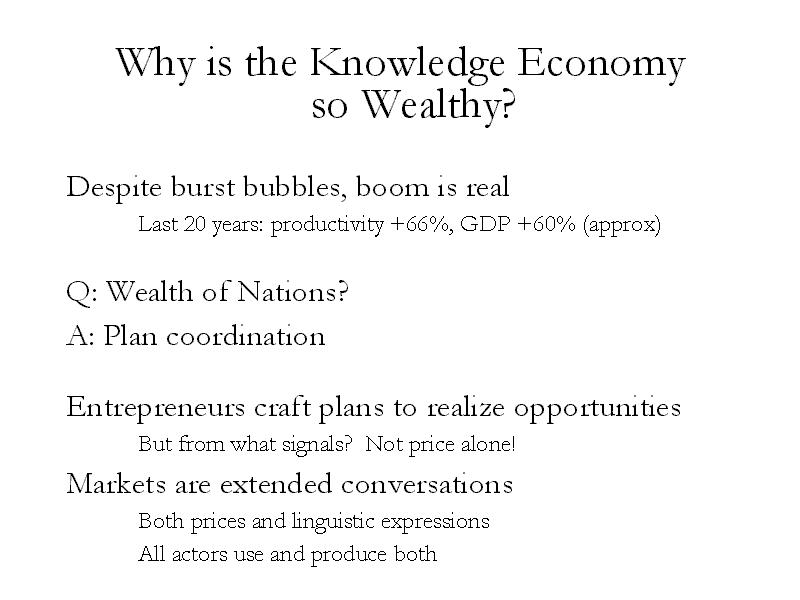 Why is the Knowledge Economy
so Wealthy?
Despite burst bubbles, boom is real
Last 20 years: productivity +66%, GDP +60% (approx)
Q: Wealth of Nations?
A: Plan coordination
Entrepreneurs craft plans to realize opportunities
But from what signals? Not price alone!
Markets are extended conversations
Both prices and linguistic expressions
All actors use and produce both